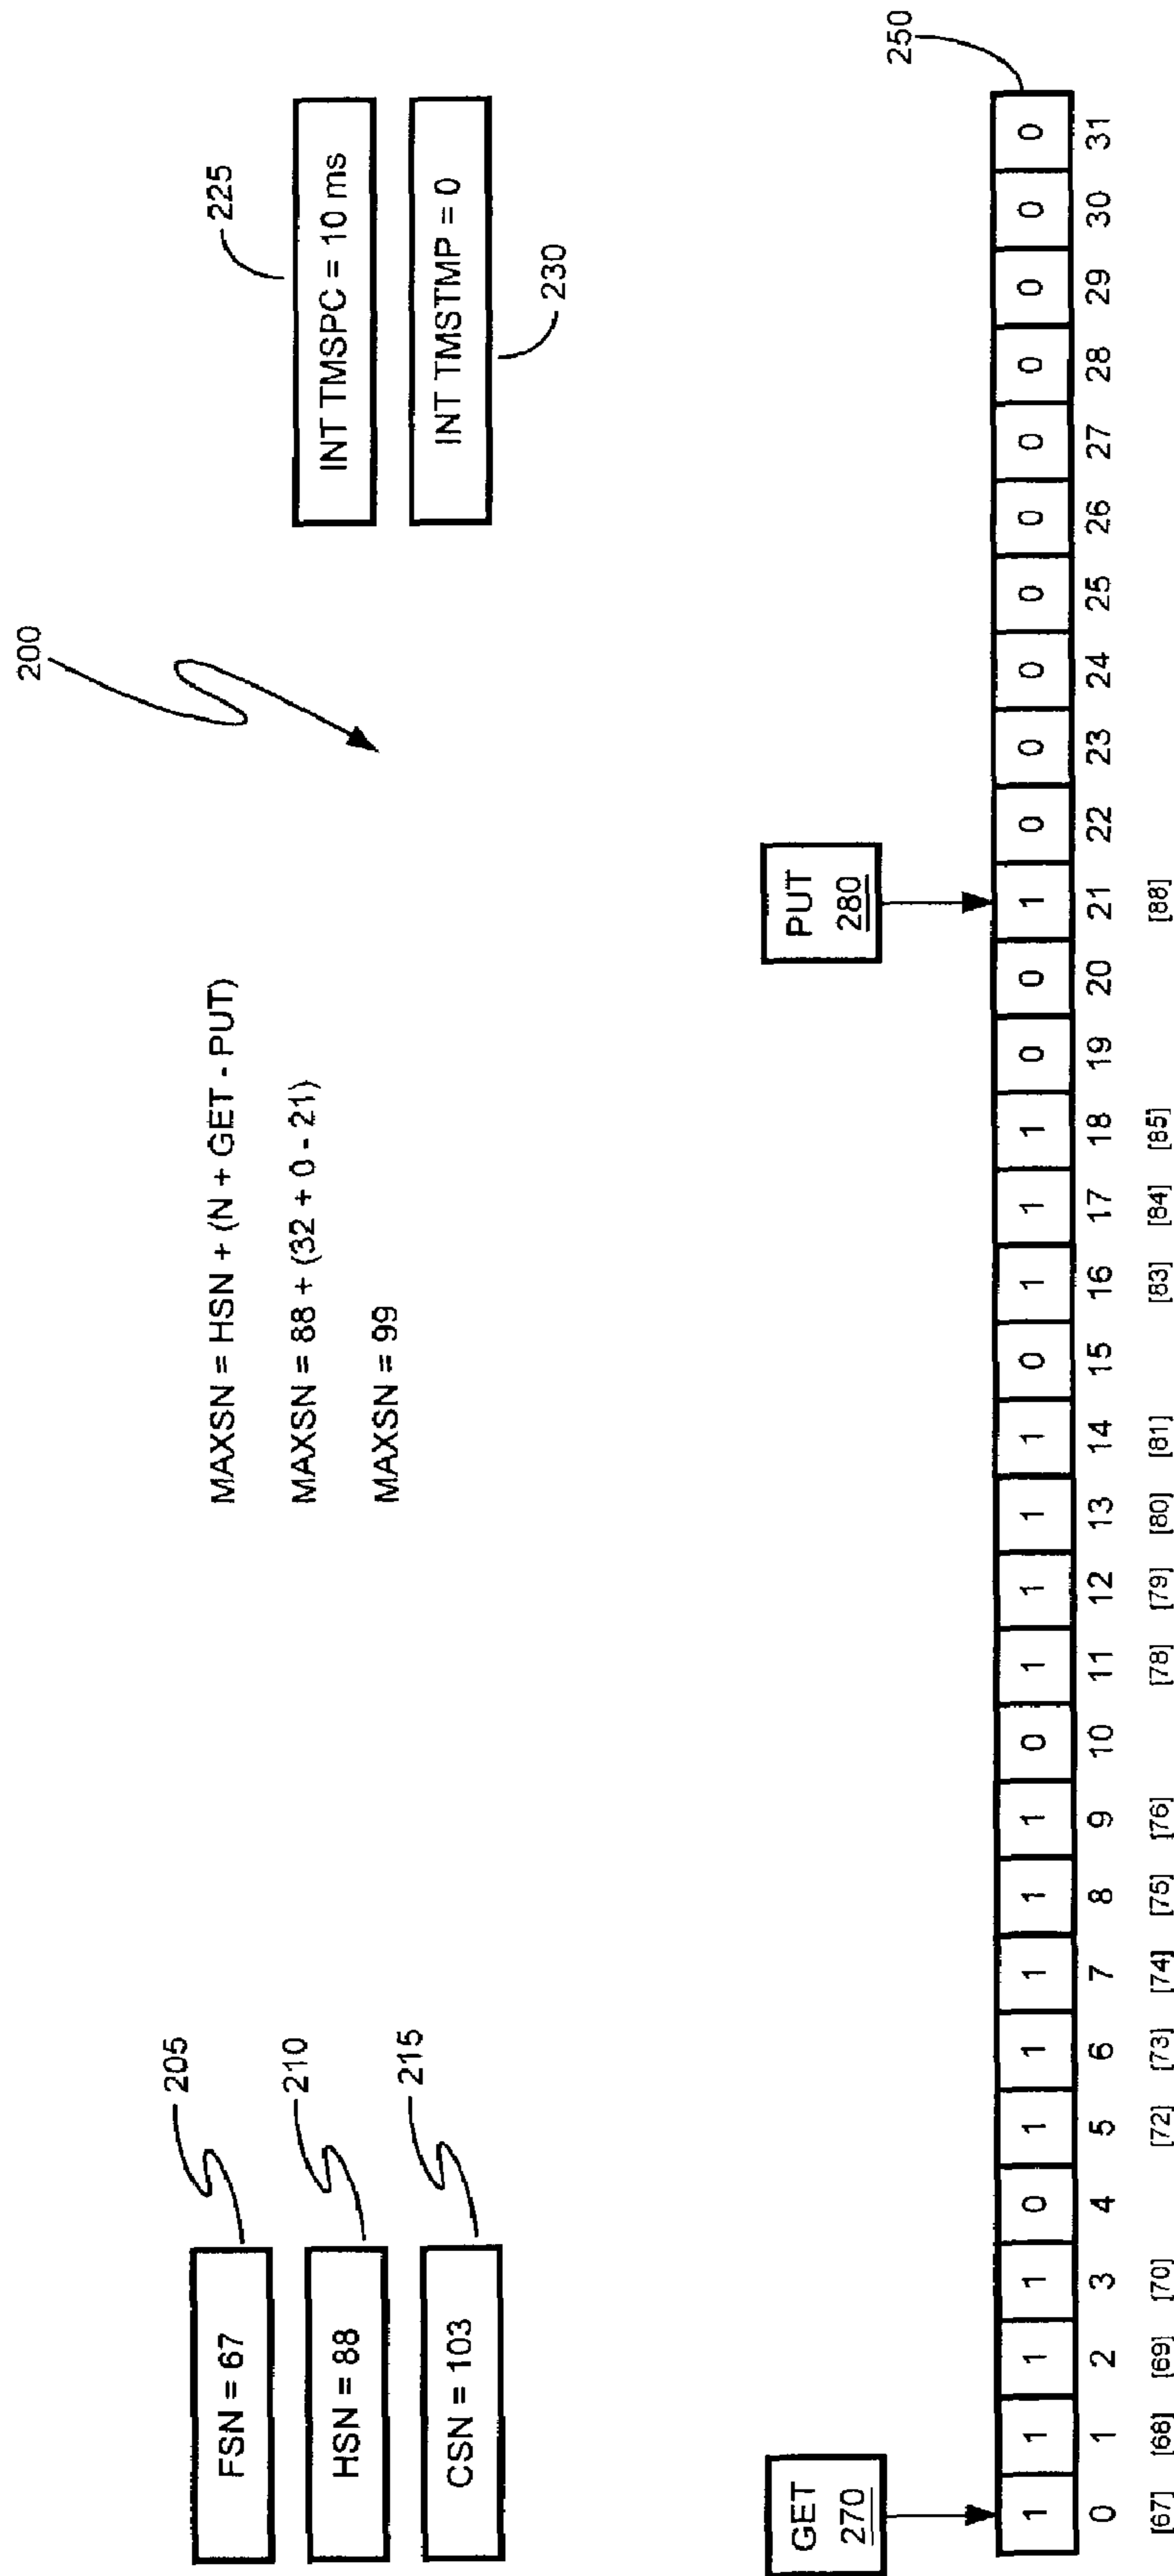 200
FSN = 67
205
HSN = 88
210
CSN = 103
215
MAXSN = HSN + (N + GET - PUT)
MAXSN = 88 + (32 + 0 - 21)
MAXSN = 99
INT TMSPC = 10 ms
225
INT TMSTMP = 0
230
GET
270
PUT
280
250
1 1 1 1 0 1 1 1 1 1 0 1 1 1 1 0 1 1 1 0 0 1 0 0 0 0 0 0 0 0 0 0
0 1 2 3 4 5 6 7 8 9 10 11 12 13 14 15 16 17 18 19 20 21 22 23 24 25 26 27 28 29 30 31
[67] [68] [69] [70] [72] [73] [74] [75] [76] [78] [79] [80] [81] [83] [84] [85] [88]